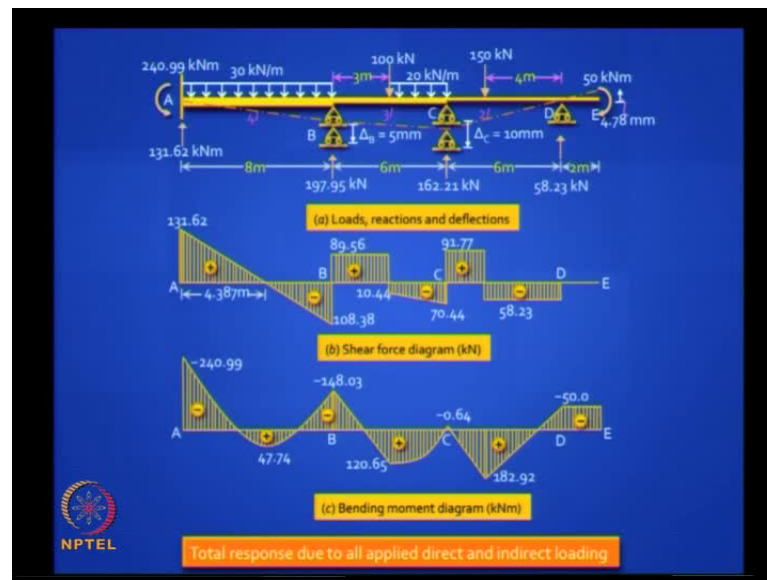 240.99 kNm 30 kN/m 3m 100 kN 20 kN/m 150 kN 4m 50 kNm
A 4I 3I C 2I D E 4.78 mm
B Δ_B = 5mm Δ_C = 10mm
131.62 kNm
8m 6m 6m 2m
197.95 kN 162.21 kN 58.23 kN
(a) Loads, reactions and deflections
131.62 89.56 91.77
A B C D E
4.387m 10.44 58.23
108.38 70.44
(b) Shear force diagram (kN)
-240.99
-148.03 -0.64 -50.0
A B C D E
47.74 120.65 182.92
(c) Bending moment diagram (kNm)
NPTEL
Total response due to all applied direct and indirect loading